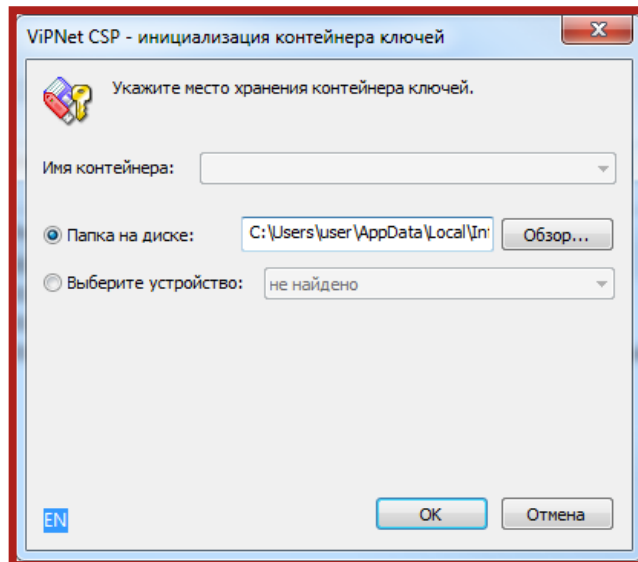 ViPNet CSP - инициализация контейнера ключей
Укажите место хранения контейнера ключей.
Имя контейнера:
Папка на диске: C:\Users\user\AppData\Local\Inf Обзор...
Выберите устройство: не найдено
EN OK Отмена